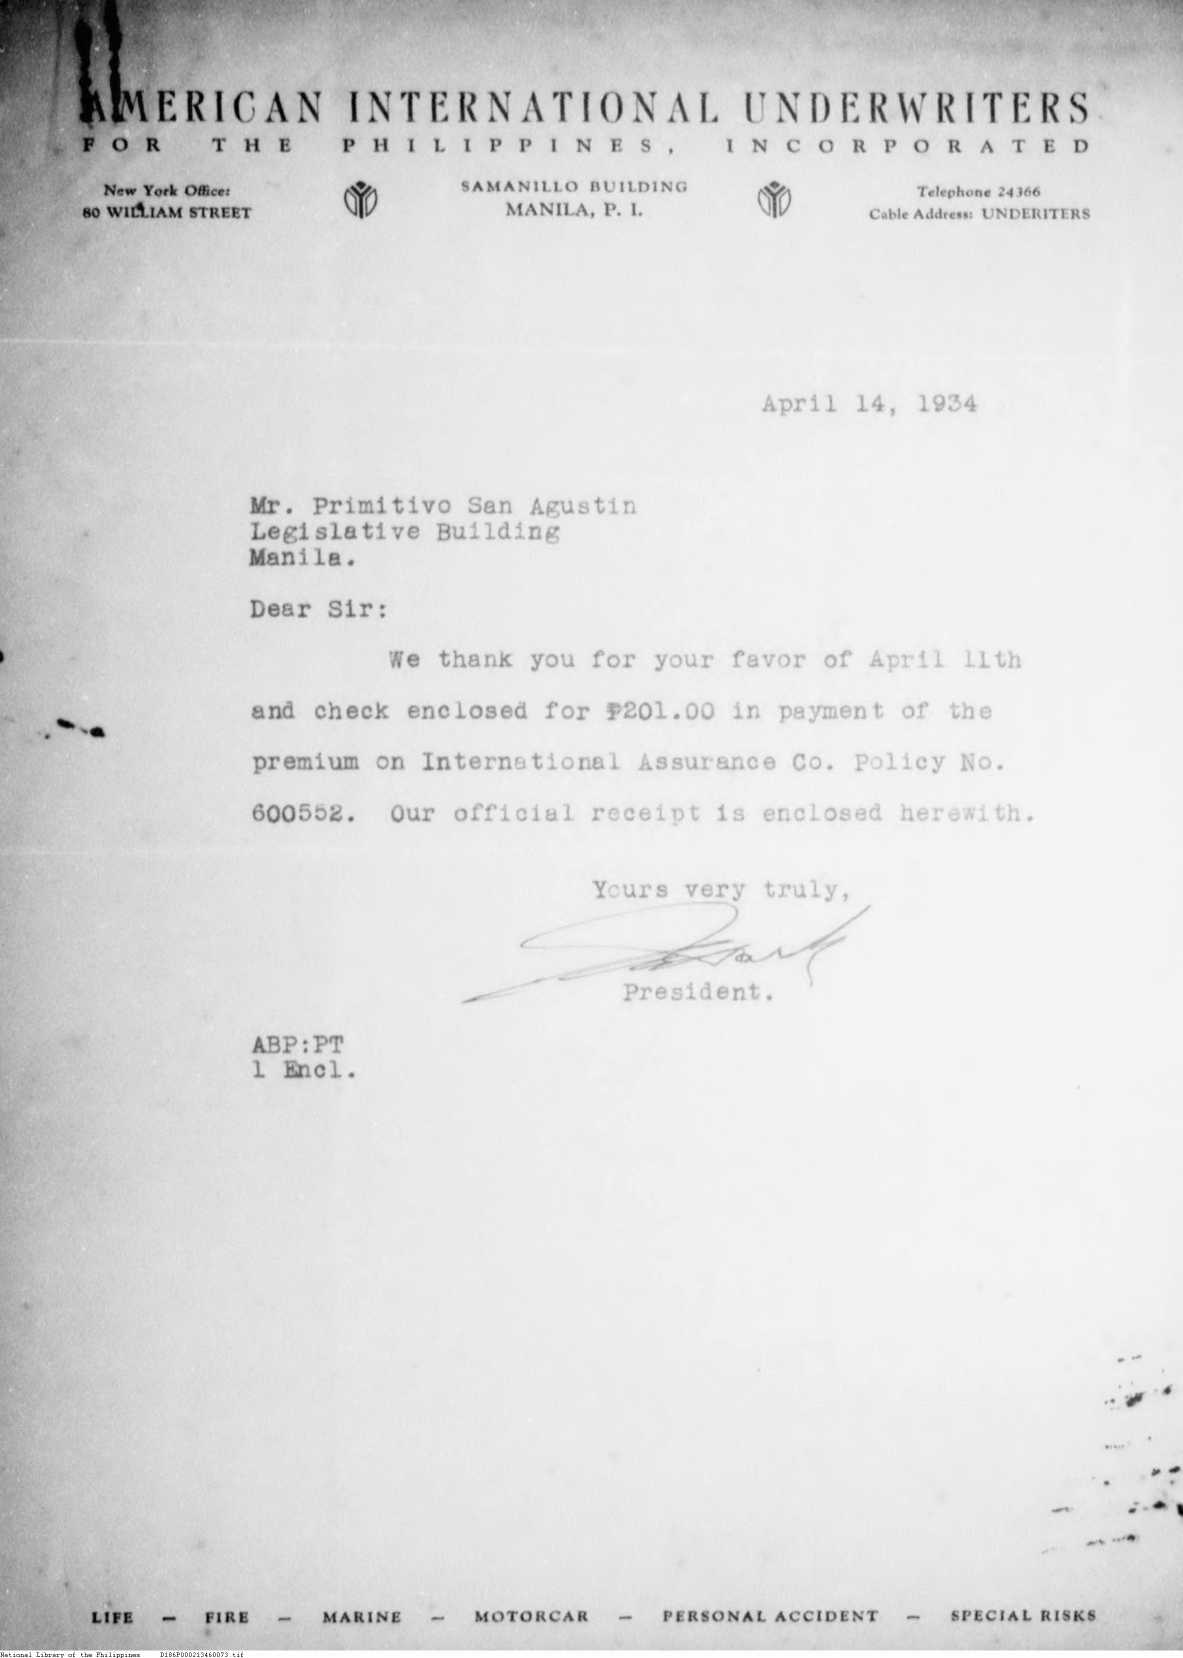 AMERICAN INTERNATIONAL UNDERWRITERS
FOR THE PHILIPPINES, INCORPORATED
New York Office:
80 WILLIAM STREET
SAMANILLO BUILDING
MANILA, P. I.
Telephone 24366
Cable Address: UNDERITERS
April 14, 1934
Mr. Primitivo San Agustin
Legislative Building
Manila.
Dear Sir:
We thank you for your favor of April 11th
and check enclosed for ₱201.00 in payment of the
premium on International Assurance Co. Policy No.
600552. Our official receipt is enclosed herewith.
Yours very truly,
President.
ABP:PT
1 Encl.
LIFE — FIRE — MARINE — MOTORCAR — PERSONAL ACCIDENT — SPECIAL RISKS
National Library of the Philippines D186P000213460073.tif